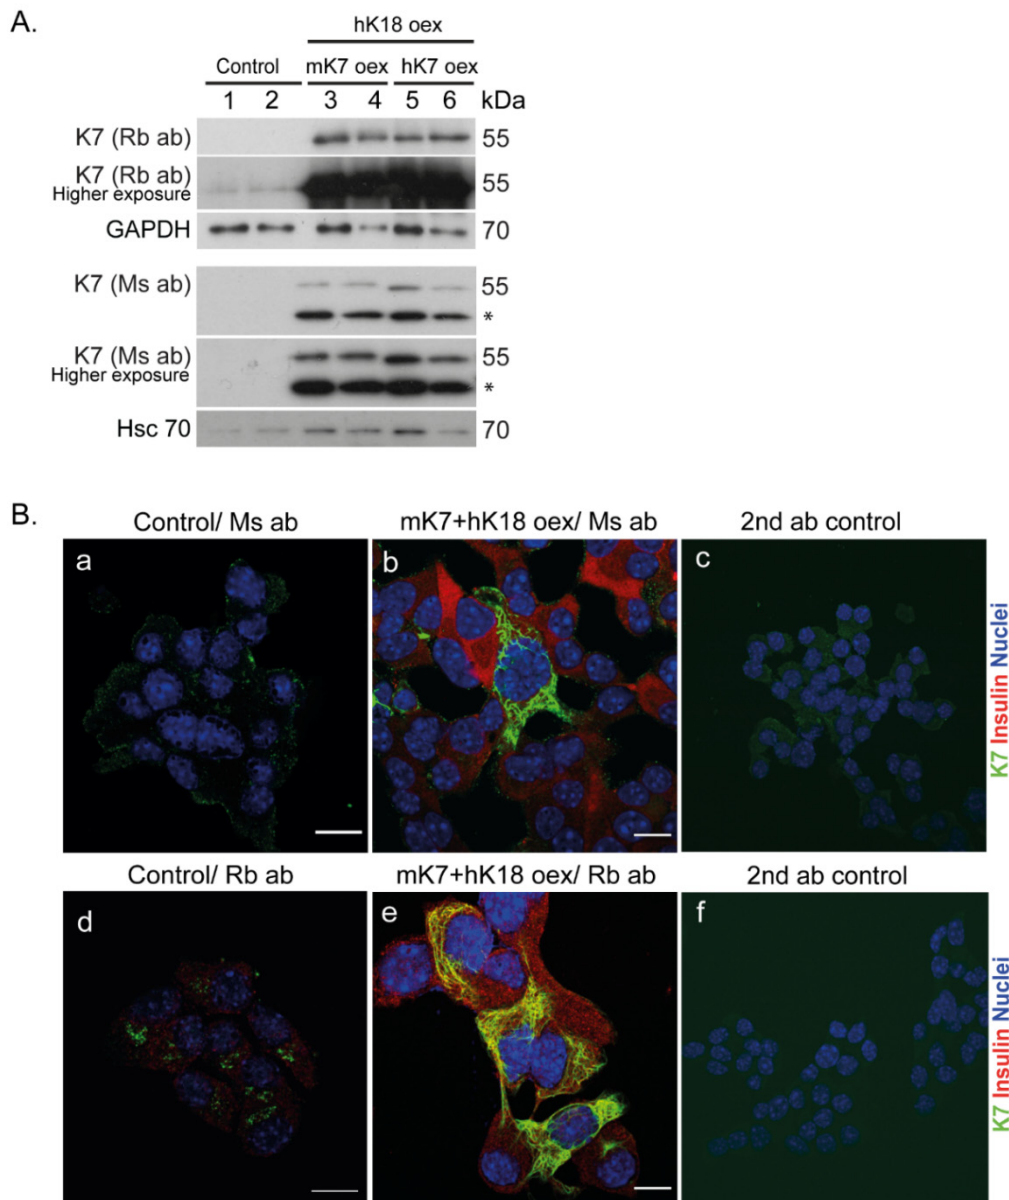 A.
hK18 oex
Control mK7 oex hK7 oex
1 2 3 4 5 6 kDa
K7 (Rb ab) 55
K7 (Rb ab) 55
Higher exposure
GAPDH 70
K7 (Ms ab) 55
*
K7 (Ms ab) 55
Higher exposure
*
Hsc 70 70
B.
Control/ Ms ab mK7+hK18 oex/ Ms ab 2nd ab control
a b c
K7 Insulin Nuclei
Control/ Rb ab mK7+hK18 oex/ Rb ab 2nd ab control
d e f
K7 Insulin Nuclei